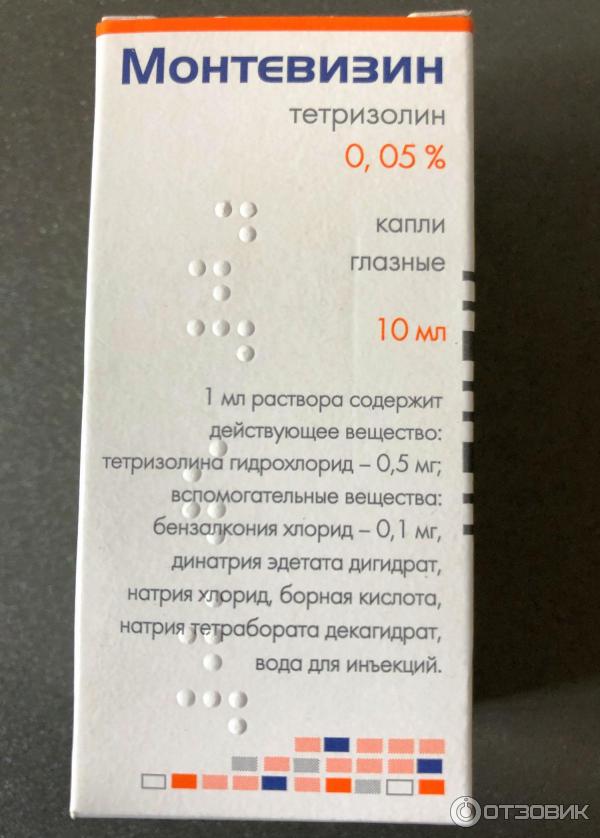 Монтевизин
тетризолин
0,05 %
капли
глазные
10 мл
1 мл раствора содержит
действующее вещество:
тетризолина гидрохлорид – 0,5 мг;
вспомогательные вещества:
бензалкония хлорид – 0,1 мг,
динатрия эдетата дигидрат,
натрия хлорид, борная кислота,
натрия тетрабората декагидрат,
вода для инъекций.
ОТЗОВИК